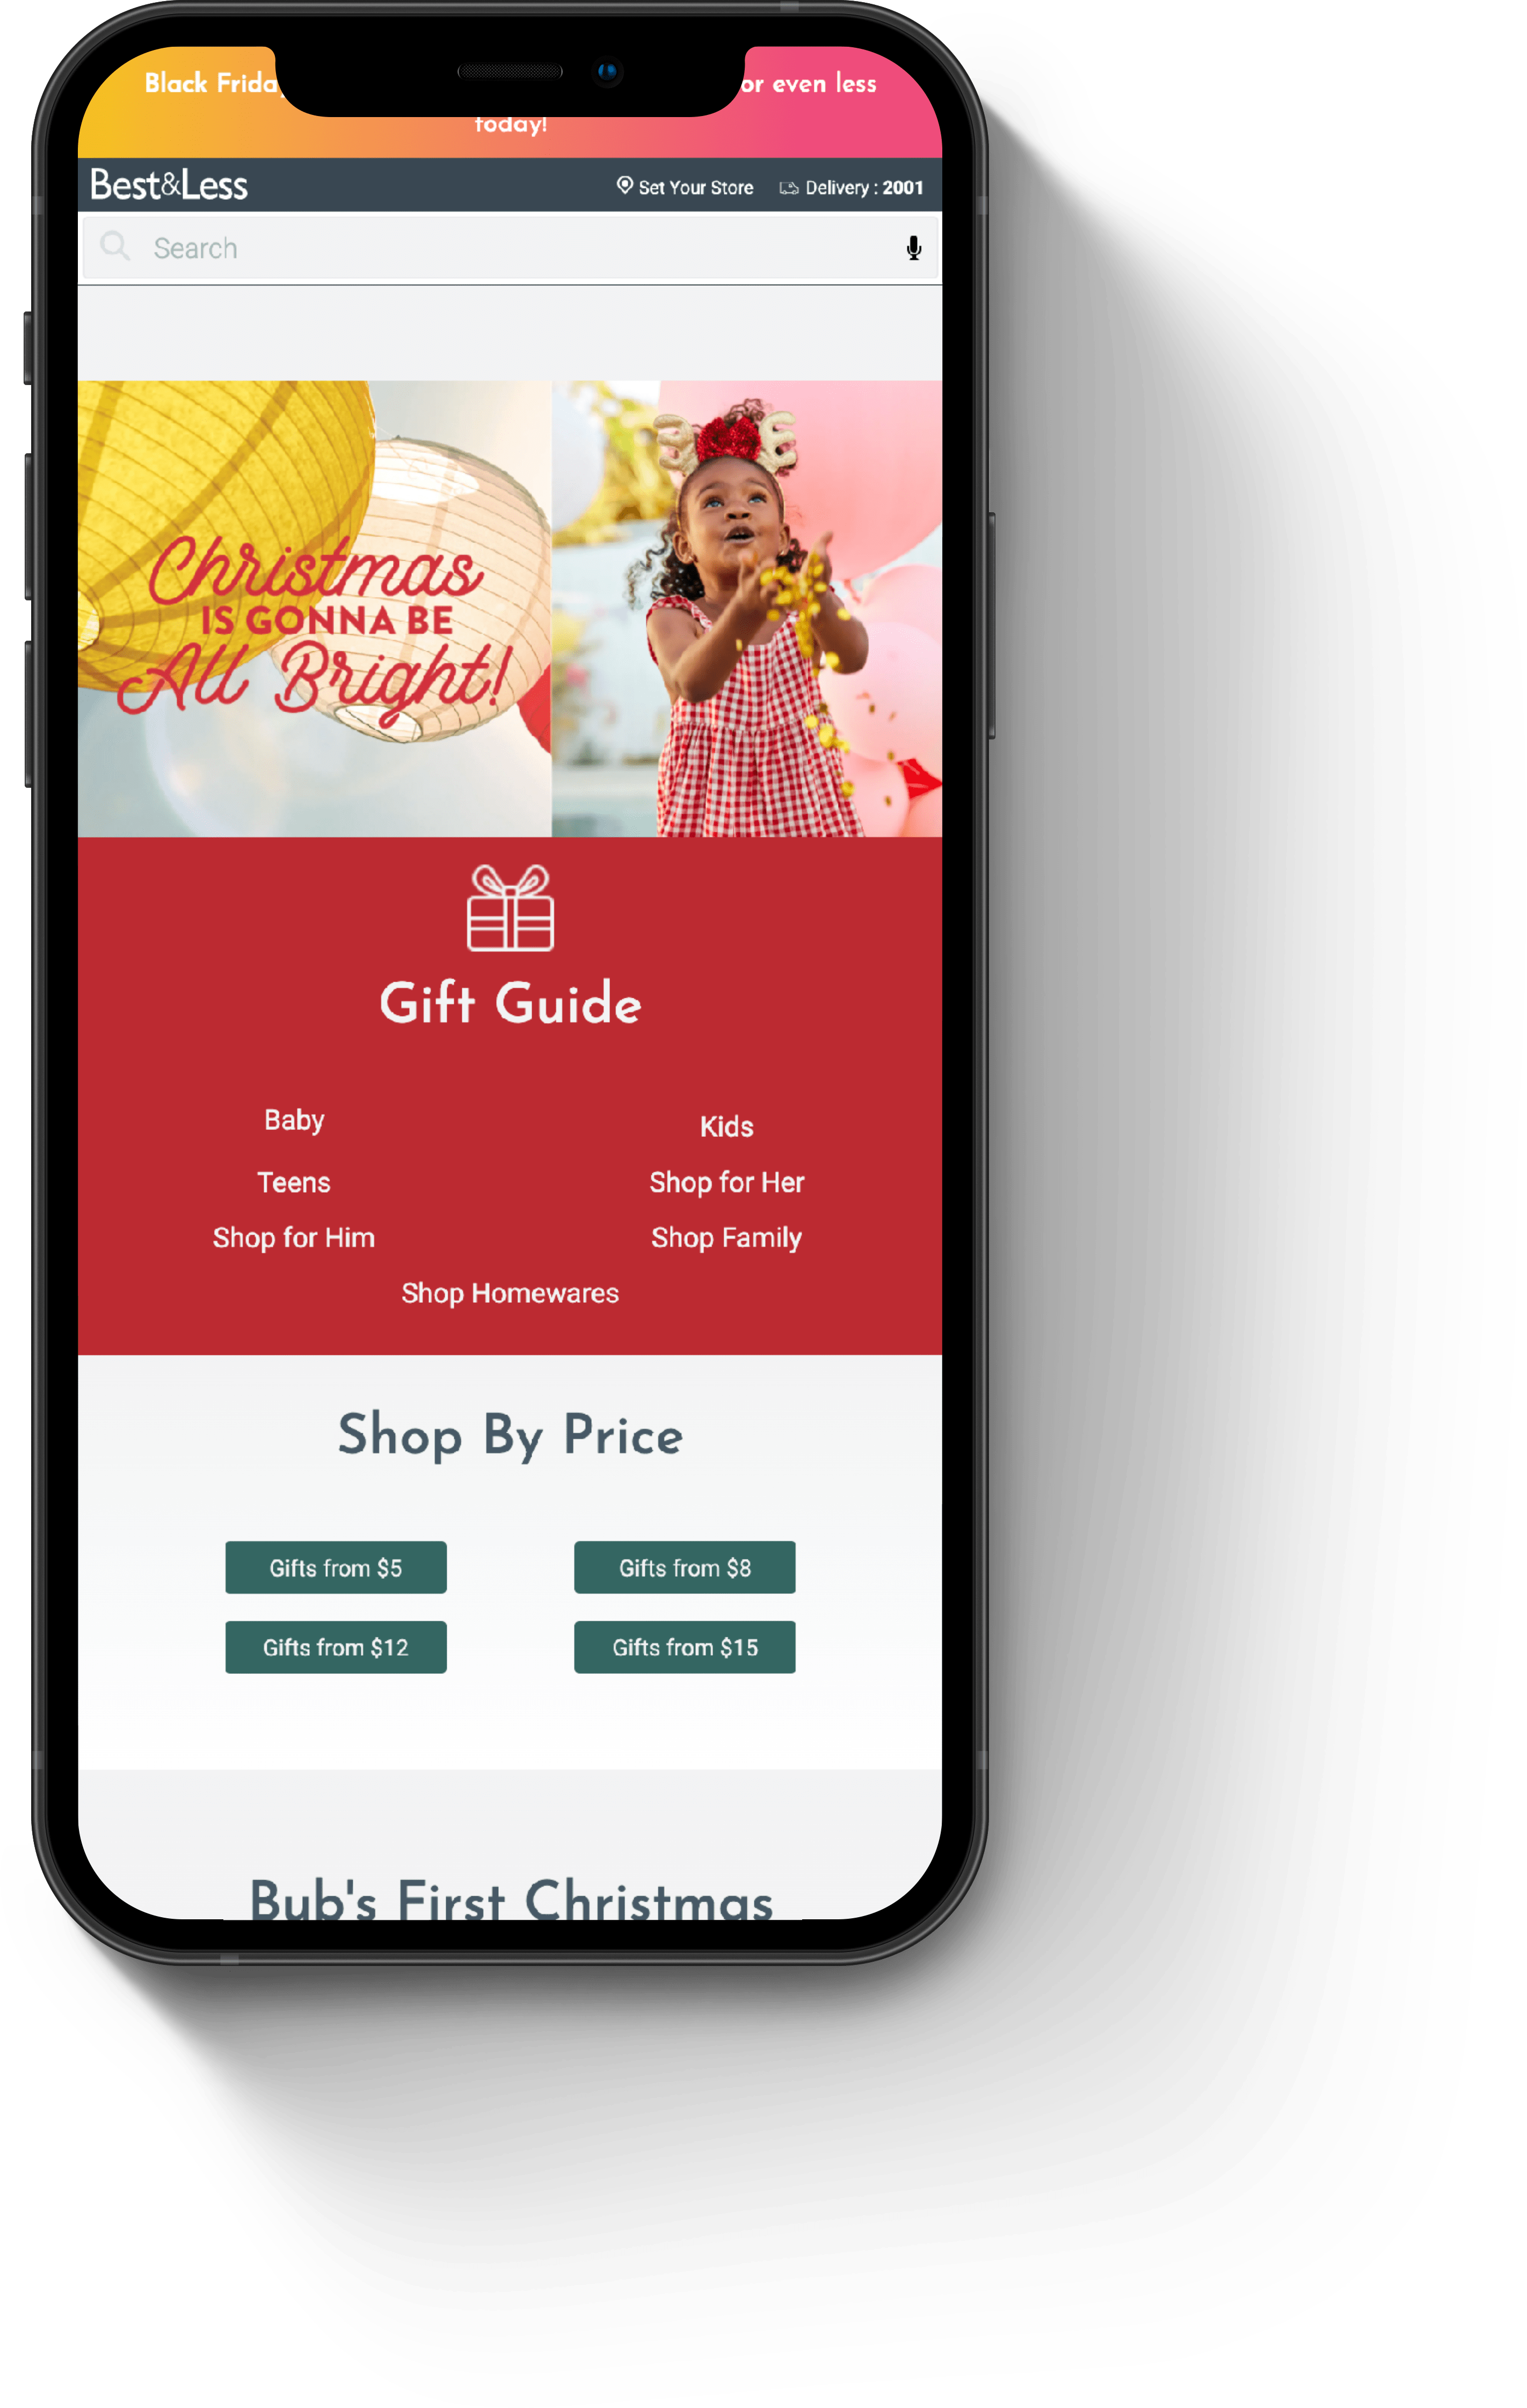 Black Frida
or even less
today!
Best&Less
Set Your Store
Delivery : 2001
Search
Christmas
IS GONNA BE
All Bright!
Gift Guide
Baby
Kids
Teens
Shop for Her
Shop for Him
Shop Family
Shop Homewares
Shop By Price
Gifts from $5
Gifts from $8
Gifts from $12
Gifts from $15
Bub's First Christmas